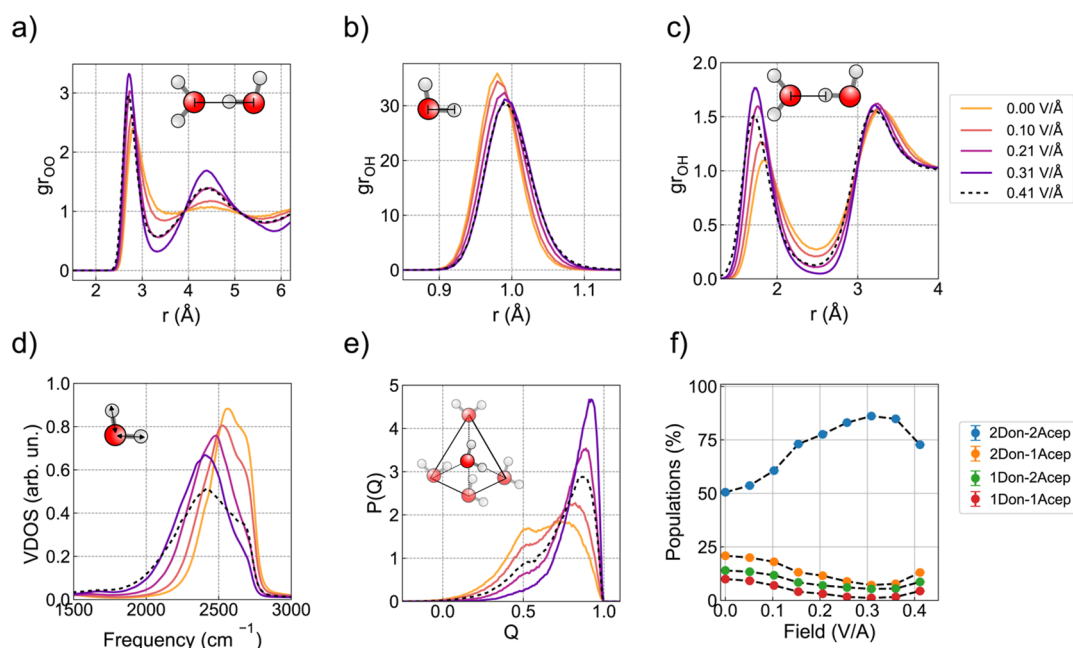 a)
b)
c)
gr_OO
3
2
1
0
2
3
4
5
6
r (Å)
gr_OH
30
20
10
0
0.9
1.0
1.1
r (Å)
gr_OH
2.0
1.5
1.0
0.5
0.0
2
3
4
r (Å)
0.00 V/Å
0.10 V/Å
0.21 V/Å
0.31 V/Å
0.41 V/Å
d)
e)
f)
VDOS (arb. un.)
1.0
0.8
0.6
0.4
0.2
0.0
1500
2000
2500
3000
Frequency (cm ⁻¹)
P(Q)
5
4
3
2
1
0
0.0
0.5
1.0
Q
Populations (%)
100
75
50
25
0
0.0
0.1
0.2
0.3
0.4
Field (V/A)
2Don-2Acep
2Don-1Acep
1Don-2Acep
1Don-1Acep